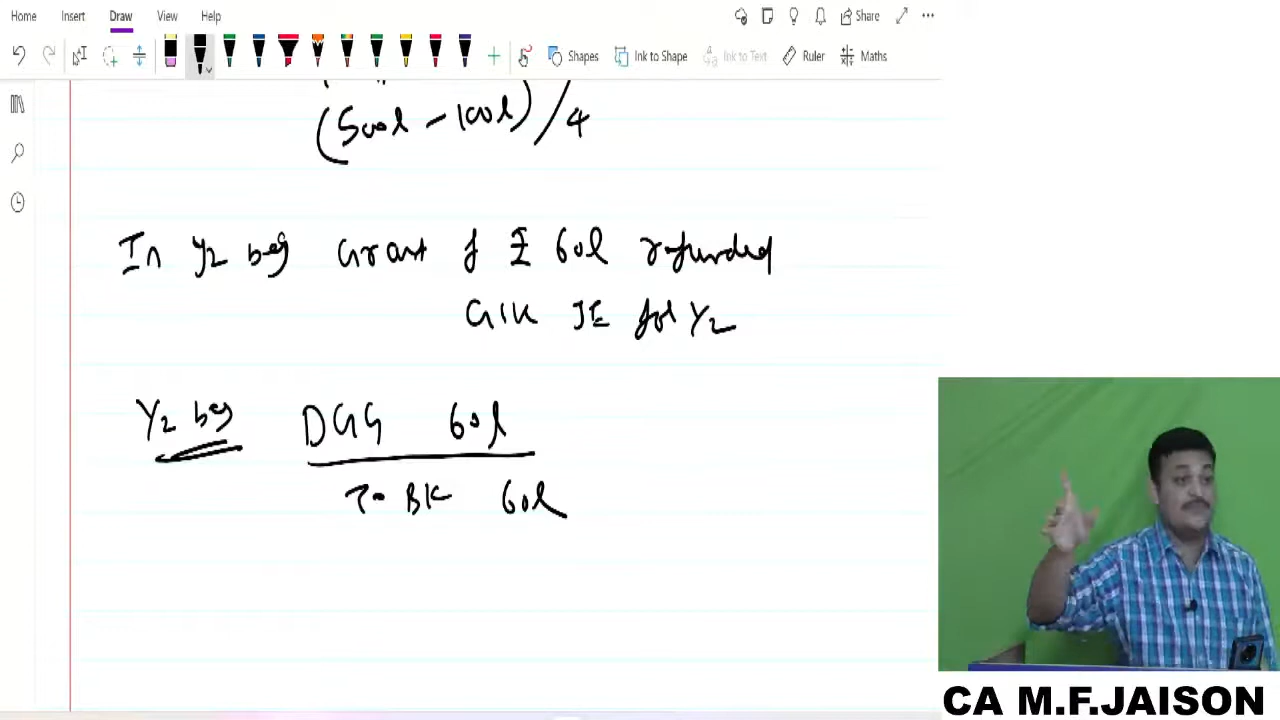 Home Insert Draw View Help Share
Shapes Ink to Shape Ink to Text Ruler Maths
(500l - 100l) / 4
In Y2 beg Grant of ₹ 60l refunded
Give JE for Y2
Y2 beg DGG 60l
To BK 60l
CA M.F.JAISON